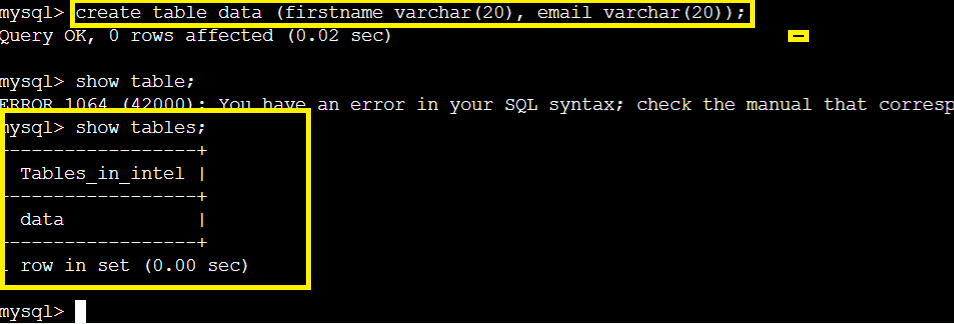 mysql> create table data (firstname varchar(20), email varchar(20));
Query OK, 0 rows affected (0.02 sec)
mysql> show table;
ERROR 1064 (42000): You have an error in your SQL syntax; check the manual that corresp
mysql> show tables;
------------------+
Tables_in_intel |
------------------+
data |
------------------+
row in set (0.00 sec)
mysql>